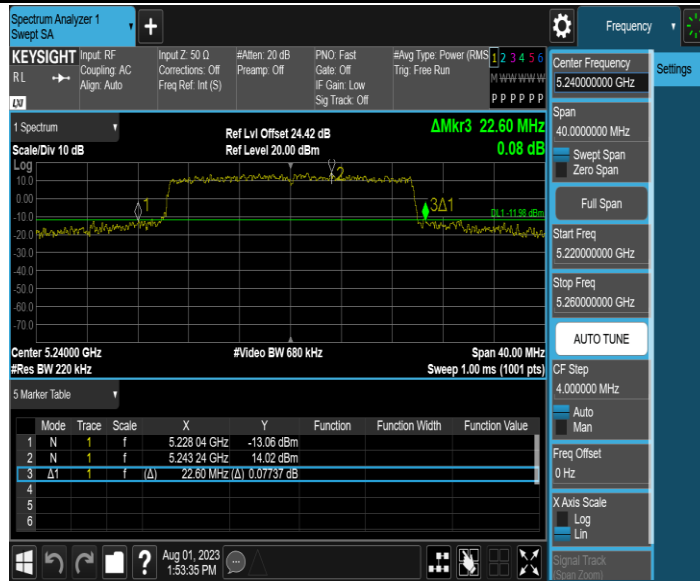 Spectrum Analyzer 1
Swept SA
+
Frequency
KEYSIGHT
Input: RF
Input Z: 50 Ω
#Atten: 20 dB
PNO: Fast
#Avg Type: Power (RMS
1 2 3 4 5 6
RL
Coupling: AC
Corrections: Off
Preamp: Off
Gate: Off
Trig: Free Run
M W W W W W
Align: Auto
Freq Ref: Int (S)
IF Gain: Low
Sig Track: Off
P P P P P P
LXI
1 Spectrum
Ref Lvl Offset 24.42 dB
ΔMkr3 22.60 MHz
Scale/Div 10 dB
Ref Level 20.00 dBm
0.08 dB
Log
10.0
0.00
-10.0
-20.0
-30.0
-40.0
-50.0
-60.0
-70.0
1
2
3Δ1
DL1 -11.98 dBm
Center 5.24000 GHz
#Video BW 680 kHz
Span 40.00 MHz
#Res BW 220 kHz
Sweep 1.00 ms (1001 pts)
5 Marker Table
Mode Trace Scale X Y Function Function Width Function Value
1 N 1 f 5.228 04 GHz -13.06 dBm
2 N 1 f 5.243 24 GHz 14.02 dBm
3 Δ1 1 f (Δ) 22.60 MHz (Δ) 0.07737 dB
4
5
6
?
Aug 01, 2023
1:53:35 PM
Center Frequency
5.240000000 GHz
Settings
Span
40.0000000 MHz
Swept Span
Zero Span
Full Span
Start Freq
5.220000000 GHz
Stop Freq
5.260000000 GHz
AUTO TUNE
CF Step
4.000000 MHz
Auto
Man
Freq Offset
0 Hz
X Axis Scale
Log
Lin
Signal Track
(Span Zoom)